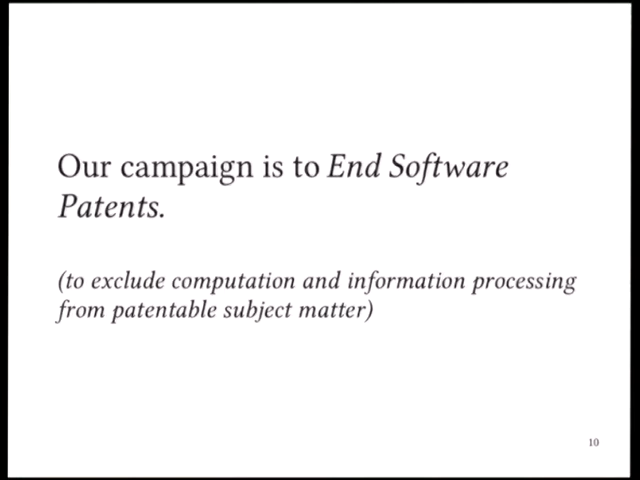 Our campaign is to End Software
Patents.
(to exclude computation and information processing
from patentable subject matter)
10